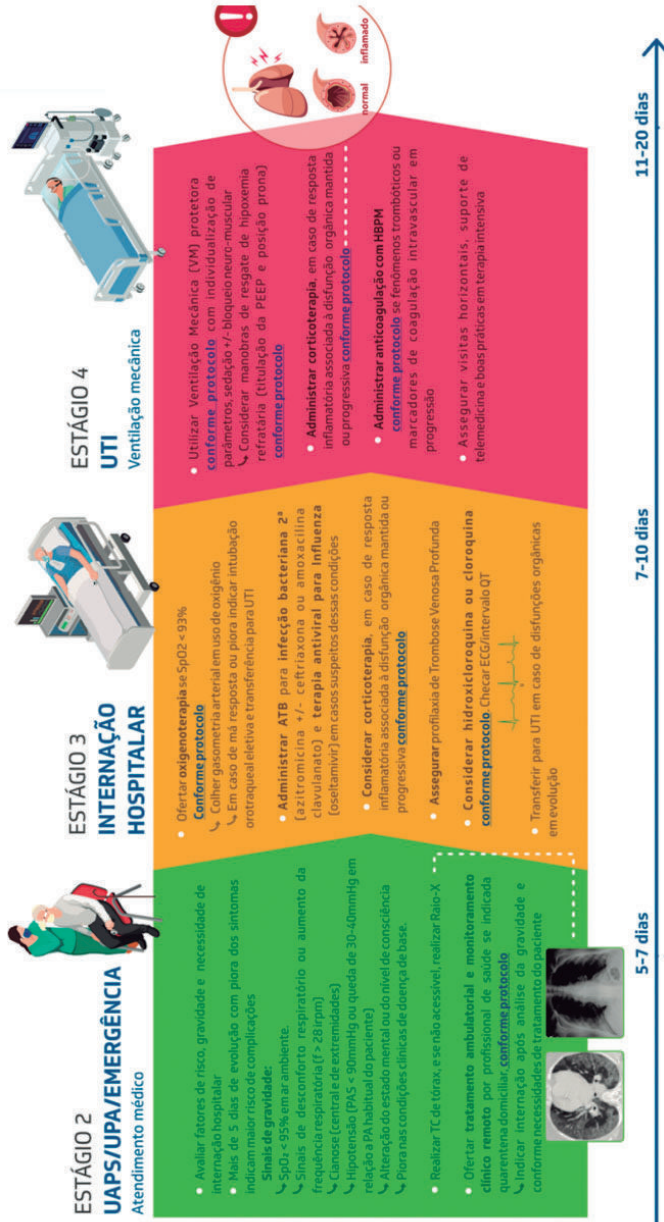 ESTÁGIO 2
UAPS/UPA/EMERGÊNCIA
Atendimento médico
• Avaliar fatores de risco, gravidade e necessidade de
internação hospitalar
• Mais de 5 dias de evolução com piora dos sintomas
indicam maior risco de complicações
Sinais de gravidade:
↳ SpO₂ < 95% em ar ambiente.
↳ Sinais de desconforto respiratório ou aumento da
frequência respiratória (f > 28 irpm)
↳ Cianose (central e de extremidades)
↳ Hipotensão (PAS < 90mmHg ou queda de 30-40mmHg em
relação a PA habitual do paciente)
↳ Alteração do estado mental ou do nível de consciência
↳ Piora nas condições clínicas de doença de base.
• Realizar TC de tórax, e se não acessível, realizar Raio-X
• Ofertar tratamento ambulatorial e monitoramento
clínico remoto por profissional de saúde se indicada
quarentena domiciliar, conforme protocolo
↳ Indicar internação após análise da gravidade e
conforme necessidades de tratamento do paciente
5-7 dias
ESTÁGIO 3
INTERNAÇÃO
HOSPITALAR
• Ofertar oxigenoterapia se SpO2 < 93%
Conforme protocolo
↳ Colher gasometria arterial em uso de oxigênio
↳ Em caso de má resposta ou piora indicar intubação
orotraqueal eletiva e transferência para UTI
• Administrar ATB para infecção bacteriana 2ª
(azitromicina +/- ceftriaxona ou amoxacilina
clavulanato) e terapia antiviral para Influenza
(oseltamivir) em casos suspeitos dessas condições
• Considerar corticoterapia, em caso de resposta
inflamatória associada à disfunção orgânica mantida ou
progressiva conforme protocolo
• Assegurar profilaxia de Trombose Venosa Profunda
• Considerar hidroxicloroquina ou cloroquina
conforme protocolo Checar ECG/intervalo QT
• Transferir para UTI em caso de disfunções orgânicas
em evolução
7-10 dias
ESTÁGIO 4
UTI
Ventilação mecânica
• Utilizar Ventilação Mecânica (VM) protetora
conforme protocolo com individualização de
parâmetros, sedação +/- bloqueio neuro-muscular
↳ Considerar manobras de resgate de hipoxemia
refratária (titulação da PEEP e posição prona)
conforme protocolo
• Administrar corticoterapia, em caso de resposta
inflamatória associada à disfunção orgânica mantida
ou progressiva conforme protocolo
• Administrar anticoagulação com HBPM
conforme protocolo se fenômenos trombóticos ou
marcadores de coagulação intravascular em
progressão
• Assegurar visitas horizontais, suporte de
telemedicina e boas práticas em terapia intensiva
normal
inflamado
11-20 dias